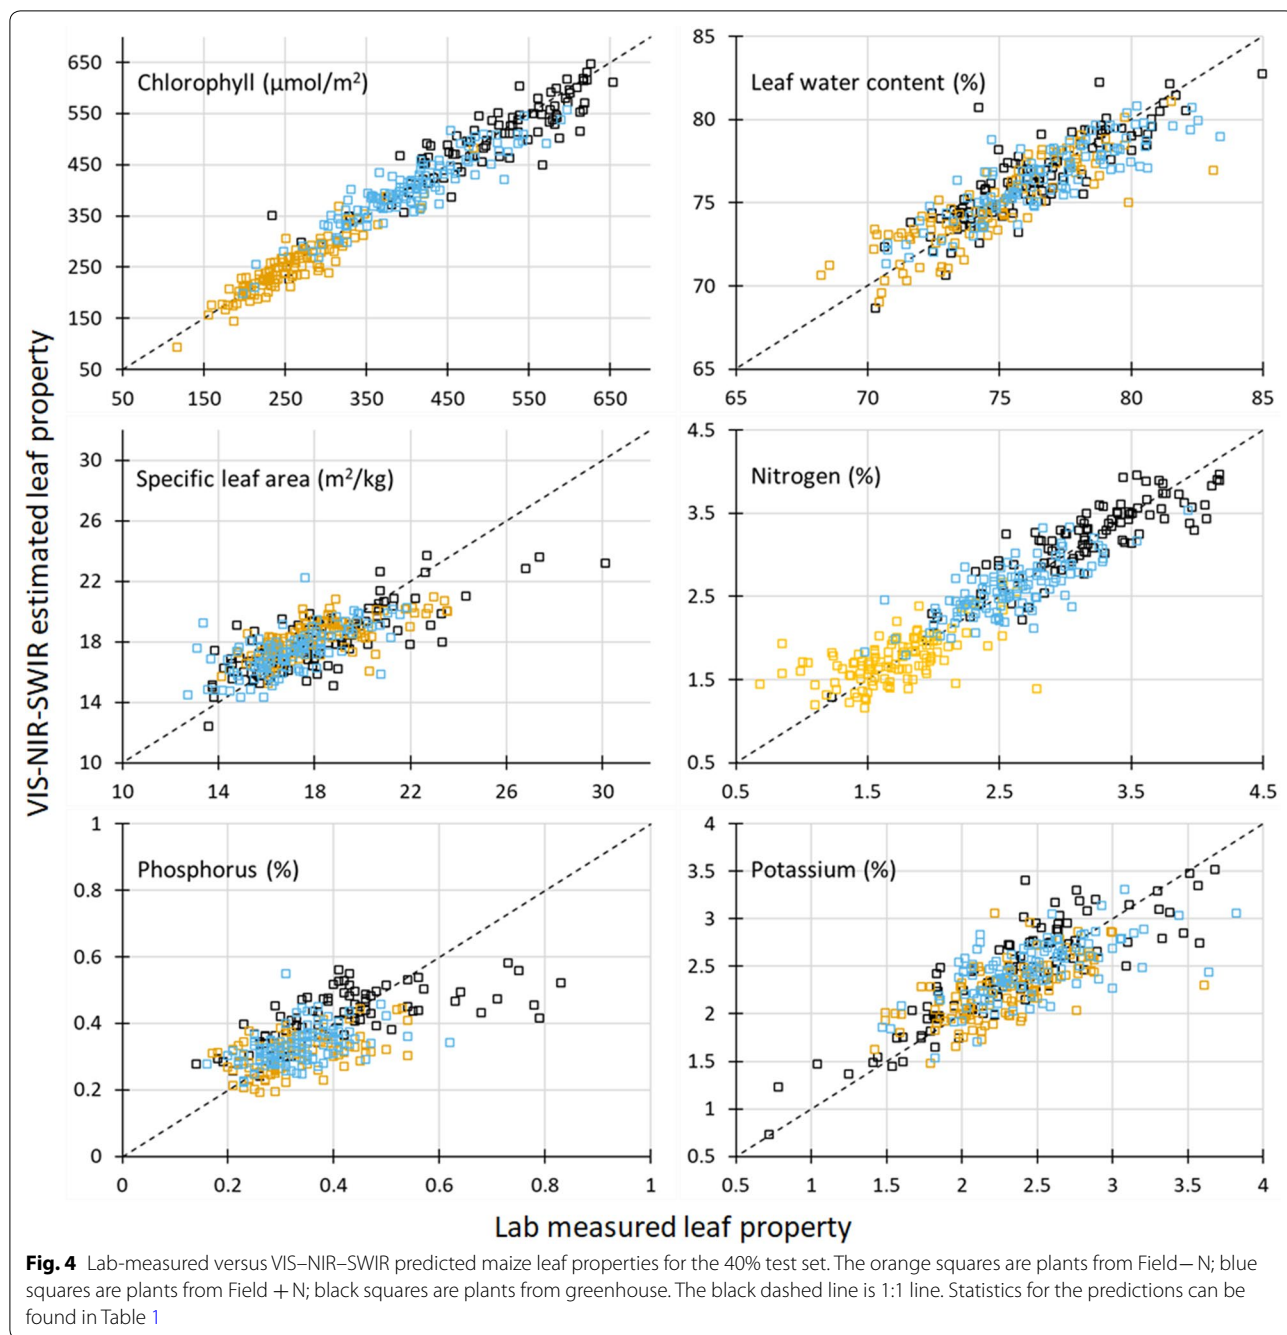 VIS-NIR-SWIR estimated leaf property
Chlorophyll (µmol/m²)
650
550
450
350
250
150
50
50 150 250 350 450 550 650
Leaf water content (%)
85
80
75
70
65
65 70 75 80 85
Specific leaf area (m²/kg)
30
26
22
18
14
10
10 14 18 22 26 30
Nitrogen (%)
4.5
3.5
2.5
1.5
0.5
0.5 1.5 2.5 3.5 4.5
Phosphorus (%)
1
0.8
0.6
0.4
0.2
0
0 0.2 0.4 0.6 0.8 1
Potassium (%)
4
3.5
3
2.5
2
1.5
1
0.5
0.5 1 1.5 2 2.5 3 3.5 4
Lab measured leaf property
Fig. 4 Lab-measured versus VIS–NIR–SWIR predicted maize leaf properties for the 40% test set. The orange squares are plants from Field− N; blue
squares are plants from Field + N; black squares are plants from greenhouse. The black dashed line is 1:1 line. Statistics for the predictions can be
found in Table 1